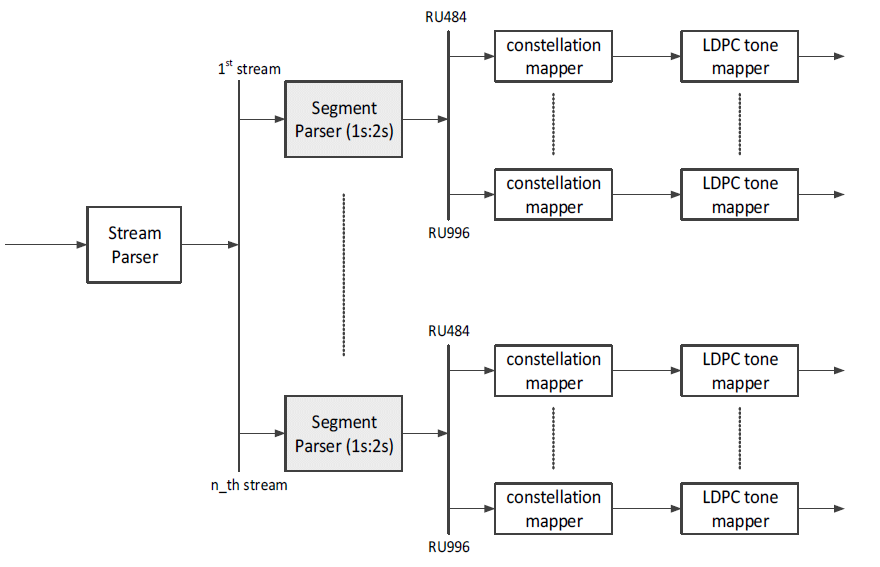 RU484
constellation
mapper
LDPC tone
mapper
1st stream
Segment
Parser (1s:2s)
constellation
mapper
LDPC tone
mapper
RU996
Stream
Parser
RU484
constellation
mapper
LDPC tone
mapper
Segment
Parser (1s:2s)
n_th stream
constellation
mapper
LDPC tone
mapper
RU996